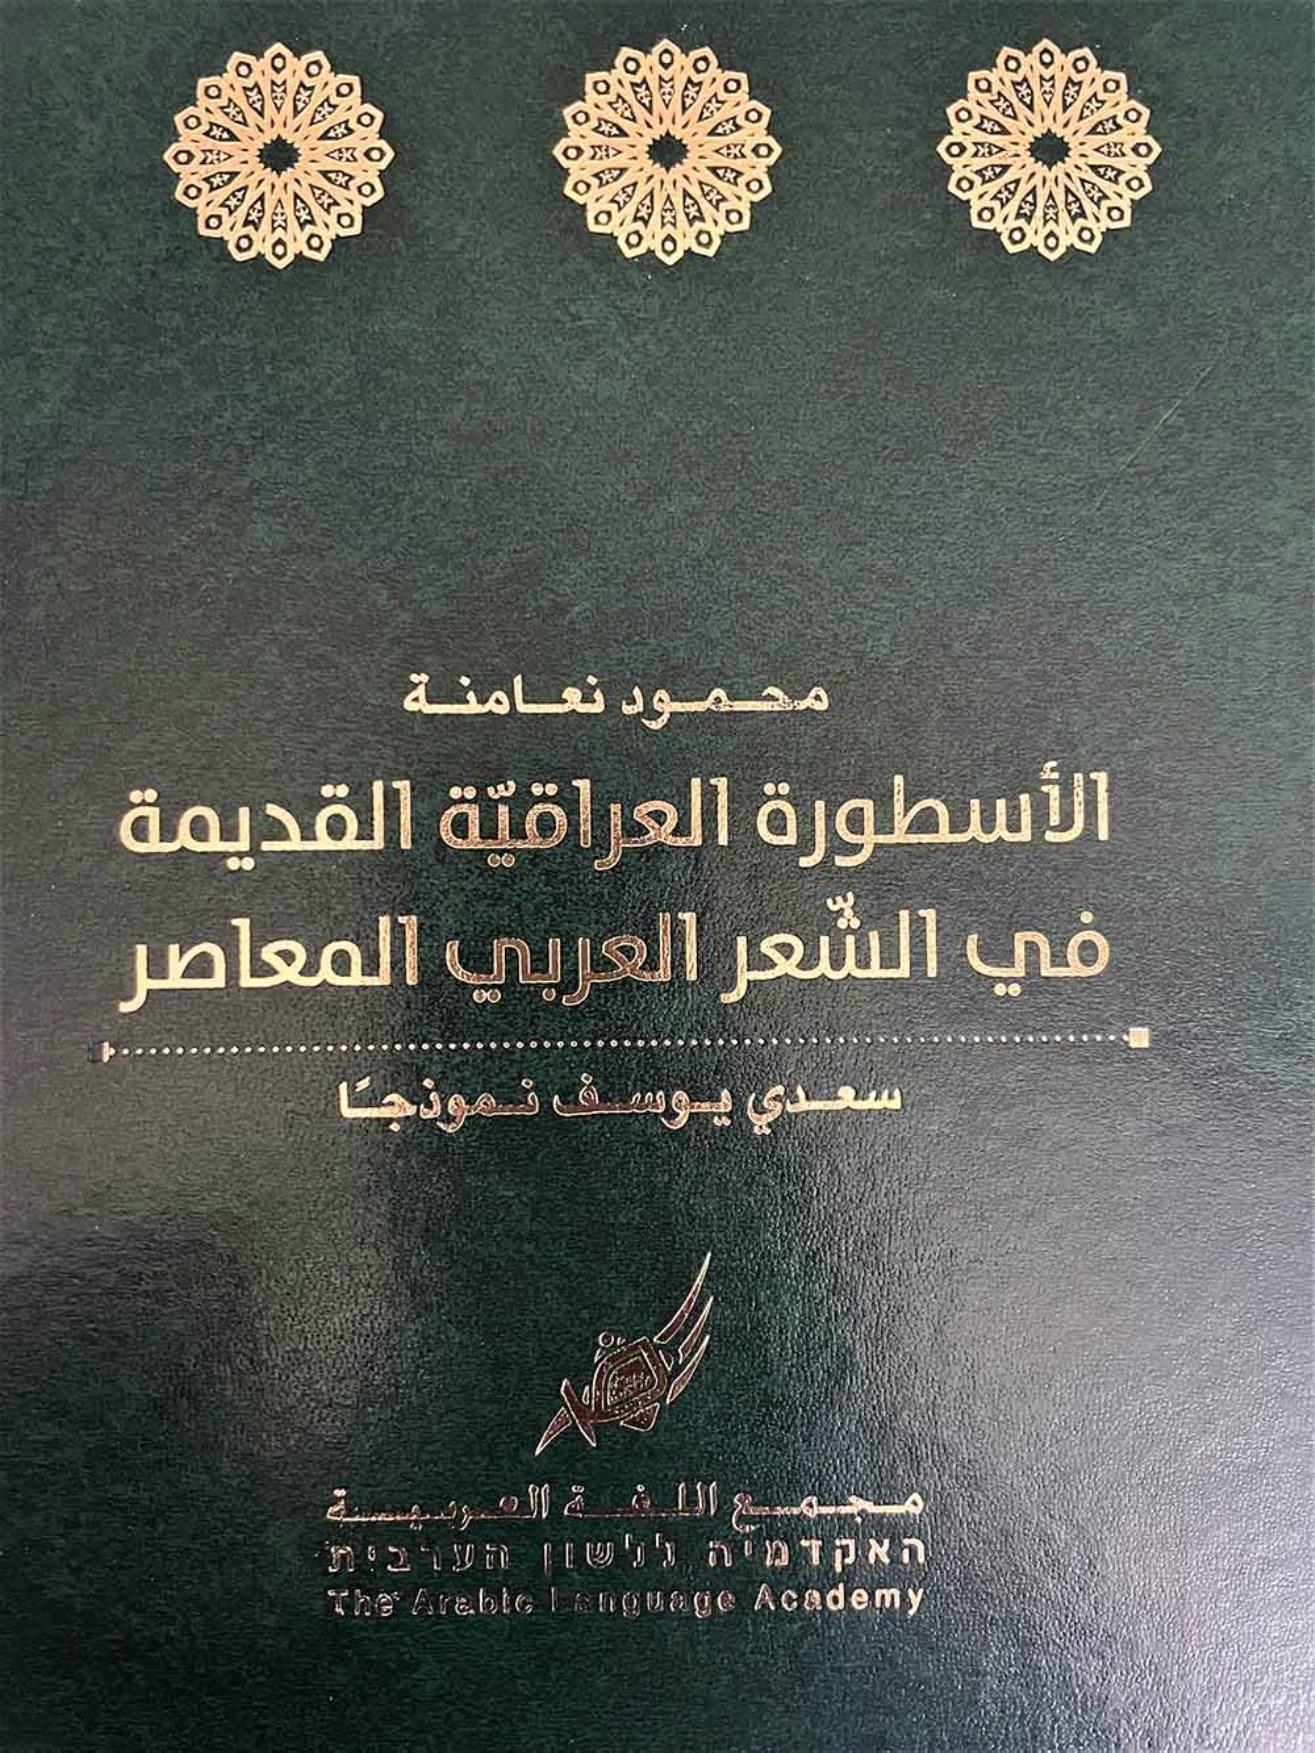 محمود نعامنة
الأسطورة العراقيّة القديمة
في الشّعر العربي المعاصر
سعدي يوسف نموذجًا
مجمع اللغة العربية
האקדמיה ללשון הערבית
The Arabic Language Academy